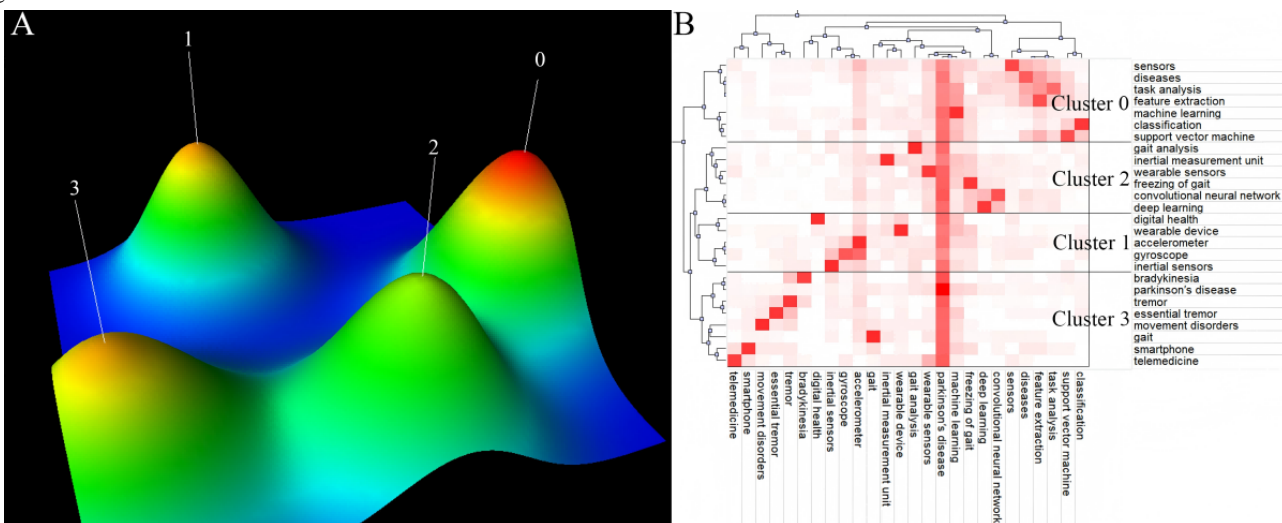 A
1
0
2
3
B
sensors
diseases
task analysis
feature extraction
machine learning
classification
support vector machine
gait analysis
inertial measurement unit
wearable sensors
freezing of gait
convolutional neural network
deep learning
digital health
wearable device
accelerometer
gyroscope
inertial sensors
bradykinesia
parkinson's disease
tremor
essential tremor
movement disorders
gait
smartphone
telemedicine
Cluster 0
Cluster 2
Cluster 1
Cluster 3
telemedicine
smartphone
movement disorders
essential tremor
tremor
bradykinesia
digital health
inertial sensors
gyroscope
accelerometer
gait
inertial measurement unit
wearable device
gait analysis
wearable sensors
parkinson's disease
machine learning
freezing of gait
deep learning
convolutional neural network
sensors
diseases
feature extraction
task analysis
support vector machine
classification